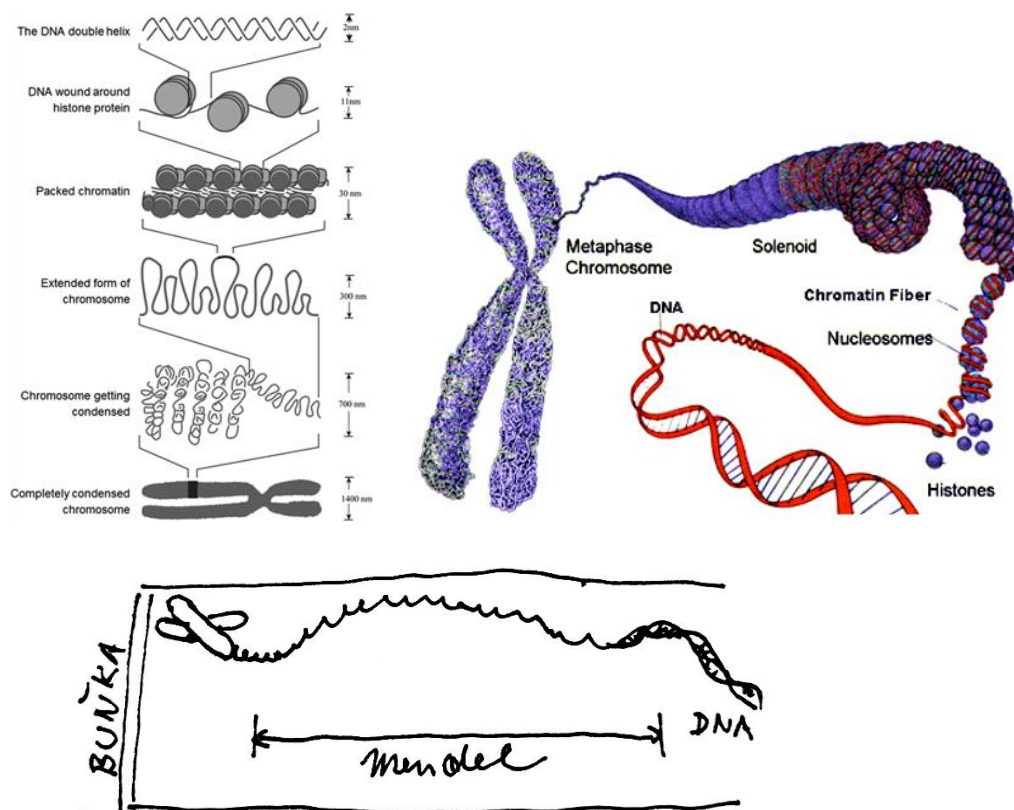 The DNA double helix
2nm
DNA wound around
histone protein
11nm
Packed chromatin
30 nm
Extended form of
chromosome
300 nm
Chromosome getting
condensed
700 nm
Completely condensed
chromosome
1400 nm
Metaphase
Chromosome
Solenoid
Chromatin Fiber
Nucleosomes
DNA
Histones
BUŇKA
Mendel
DNA